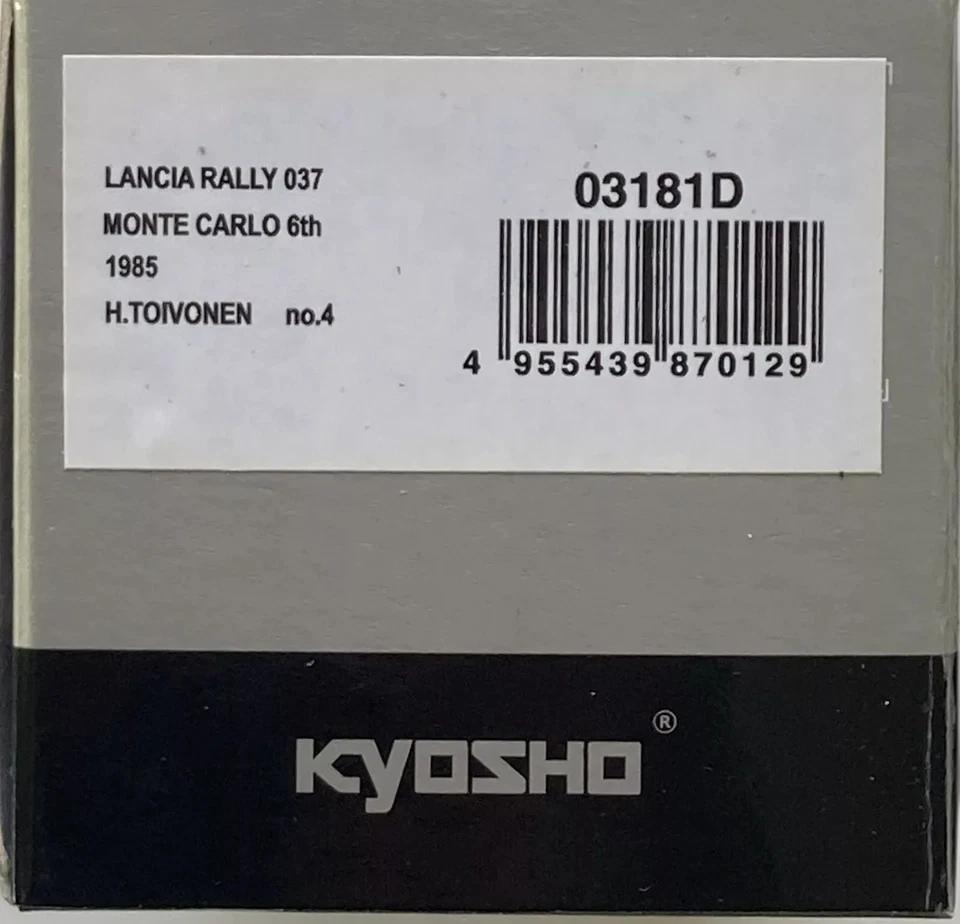 LANCIA RALLY 037
MONTE CARLO 6th
1985
H.TOIVONEN no.4
03181D
4 955439 870129
KYOSHO ®